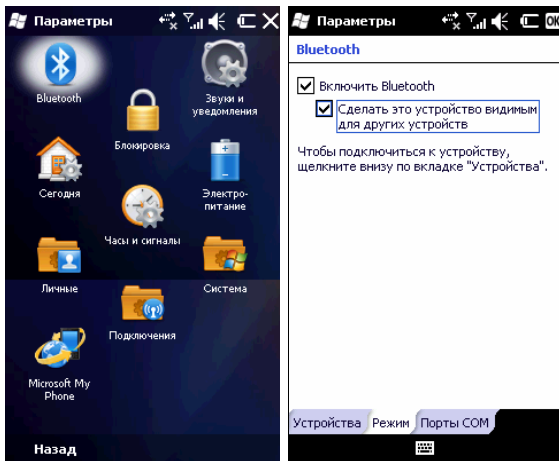 Параметры
Bluetooth
Звуки и
уведомления
Блокировка
Сегодня
Электро-
питание
Часы и сигналы
Личные
Система
Подключения
Microsoft My
Phone
Назад
Параметры
OK
Bluetooth
Включить Bluetooth
Сделать это устройство видимым
для других устройств
Чтобы подключиться к устройству,
щелкните внизу по вкладке "Устройства".
Устройства Режим Порты COM